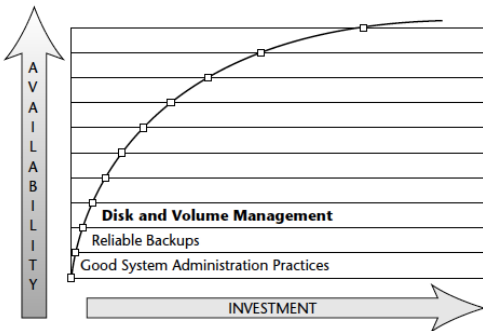 AVAILABILITY
Disk and Volume Management
Reliable Backups
Good System Administration Practices
INVESTMENT